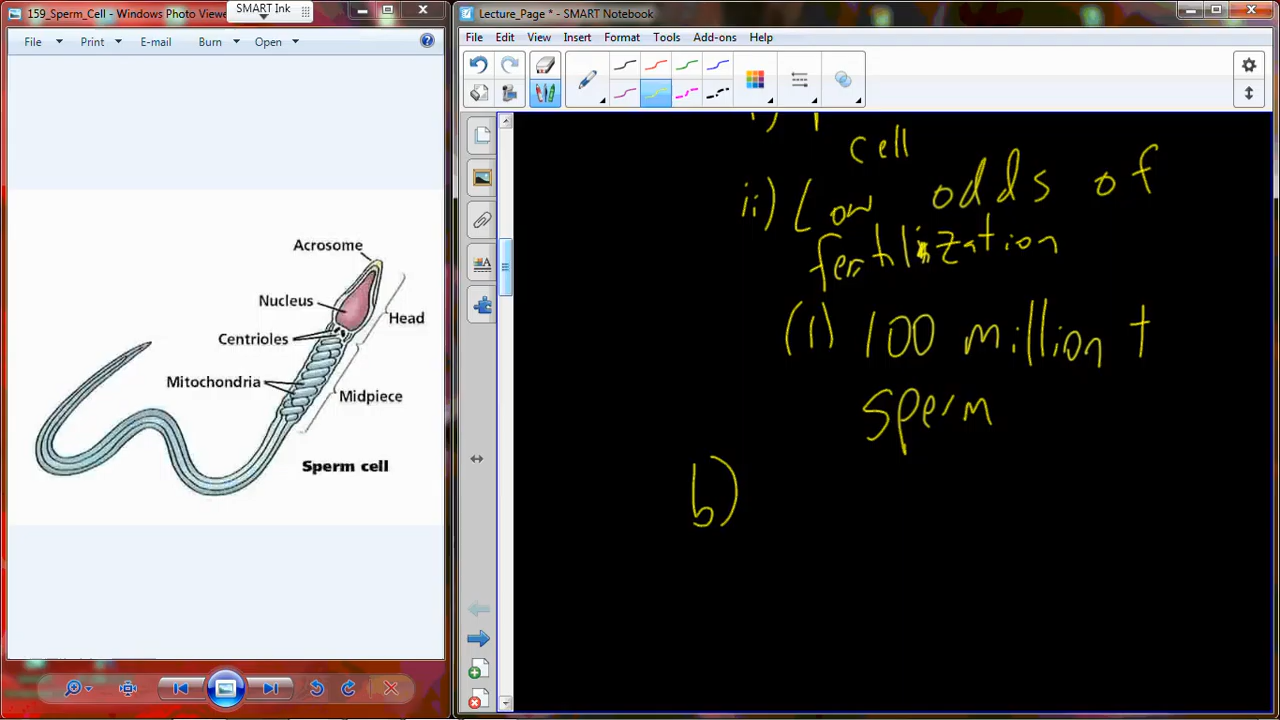 159_Sperm_Cell - Windows Photo Viewe
SMART Ink
File Print E-mail Burn Open
Acrosome
Nucleus
Head
Centrioles
Mitochondria
Midpiece
Sperm cell
Lecture_Page * - SMART Notebook
File Edit View Insert Format Tools Add-ons Help
cell
ii) Low odds of
fertilization
(1) 100 million +
sperm
b)